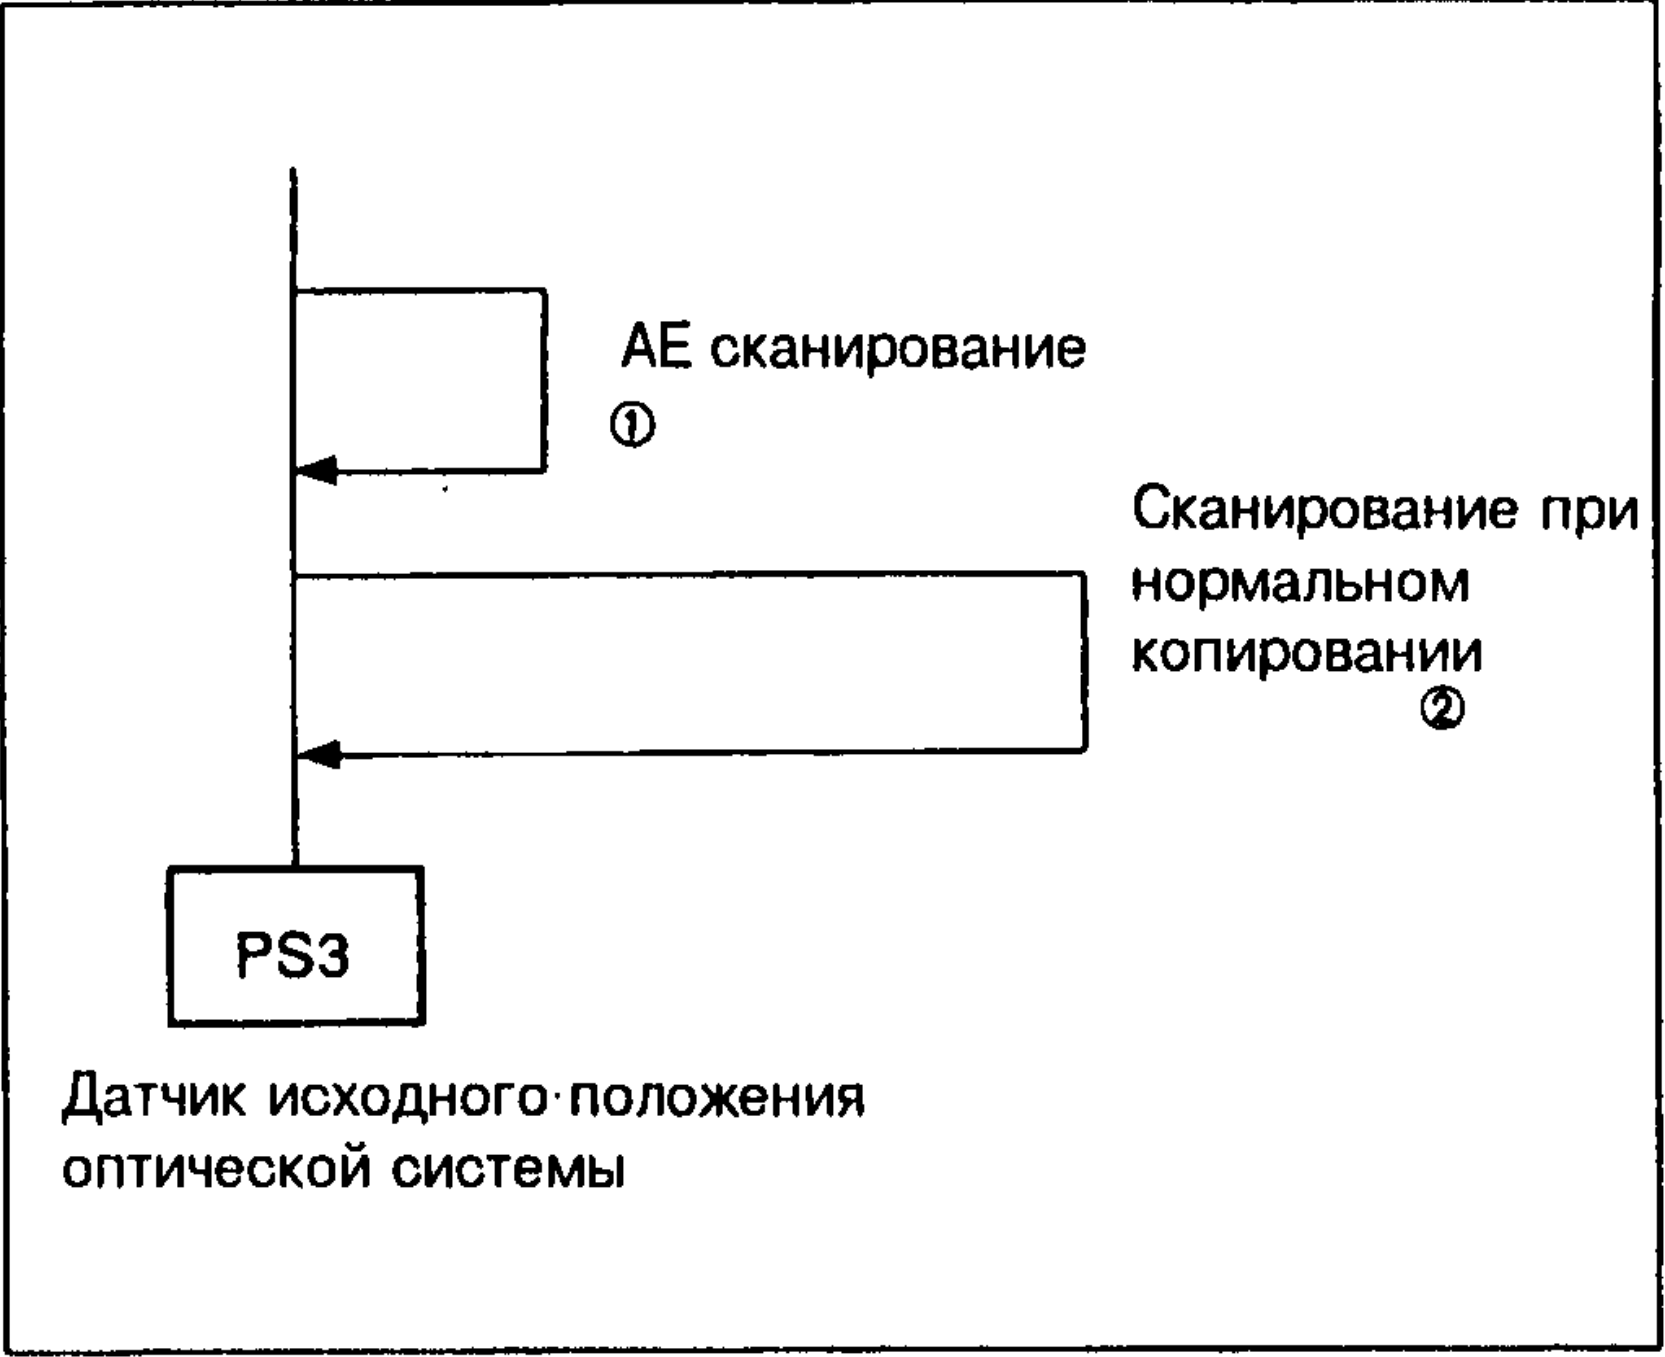 АЕ сканирование
①
Сканирование при
нормальном
копировании
②
PS3
Датчик исходного положения
оптической системы